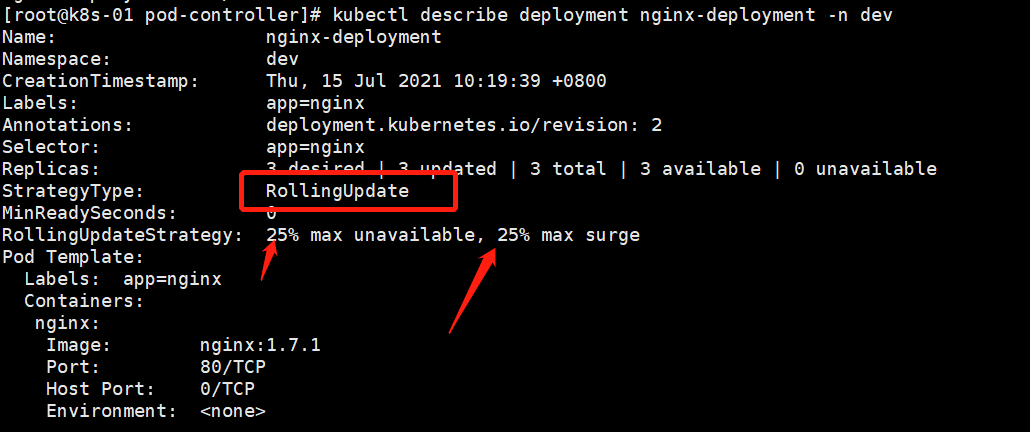 [root@k8s-01 pod-controller]# kubectl describe deployment nginx-deployment -n dev
Name:                   nginx-deployment
Namespace:              dev
CreationTimestamp:      Thu, 15 Jul 2021 10:19:39 +0800
Labels:                 app=nginx
Annotations:            deployment.kubernetes.io/revision: 2
Selector:               app=nginx
Replicas:               3 desired | 3 updated | 3 total | 3 available | 0 unavailable
StrategyType:           RollingUpdate
MinReadySeconds:        0
RollingUpdateStrategy:  25% max unavailable, 25% max surge
Pod Template:
  Labels:  app=nginx
  Containers:
   nginx:
    Image:        nginx:1.7.1
    Port:         80/TCP
    Host Port:    0/TCP
    Environment:  <none>